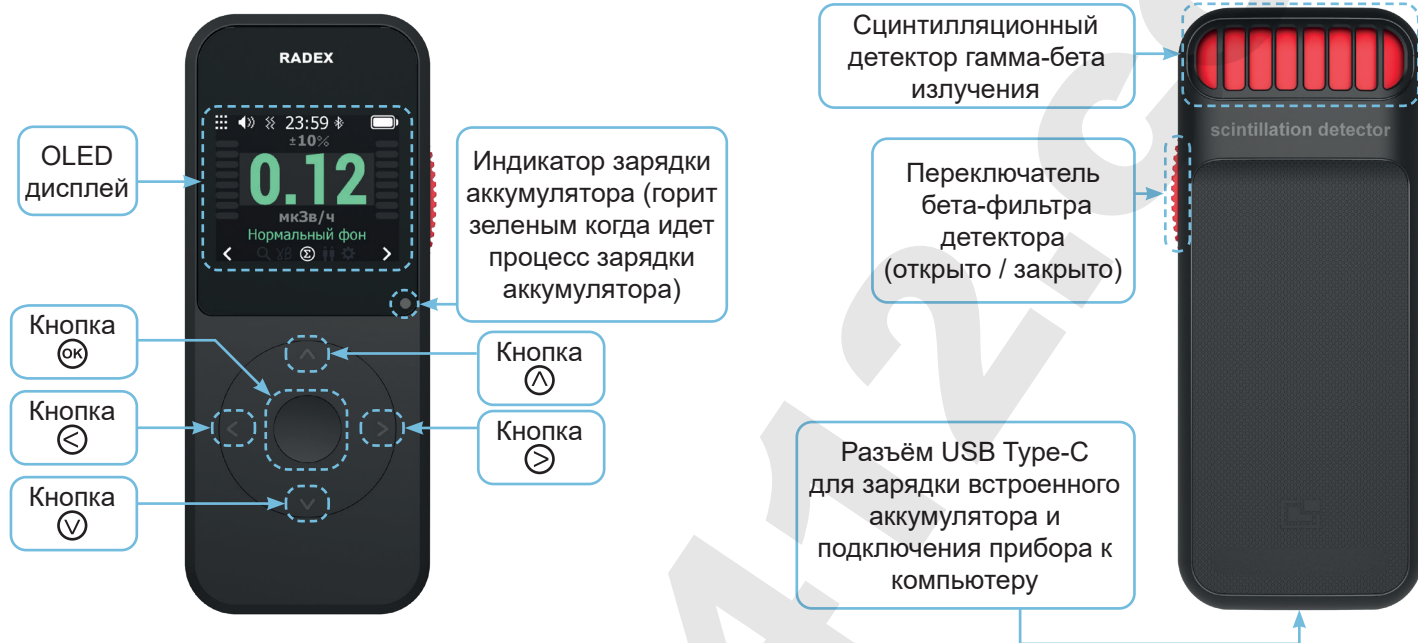 RADEX
23:59
±10%
0.12
мкЗв/ч
Нормальный фон
OLED
дисплей
Индикатор зарядки
аккумулятора (горит
зеленым когда идет
процесс зарядки
аккумулятора)
Кнопка
OK
Кнопка
<
Кнопка
Кнопка
Кнопка
>
Сцинтилляционный
детектор гамма-бета
излучения
scintillation detector
Переключатель
бета-фильтра
детектора
(открыто / закрыто)
Разъём USB Type-C
для зарядки встроенного
аккумулятора и
подключения прибора к
компьютеру